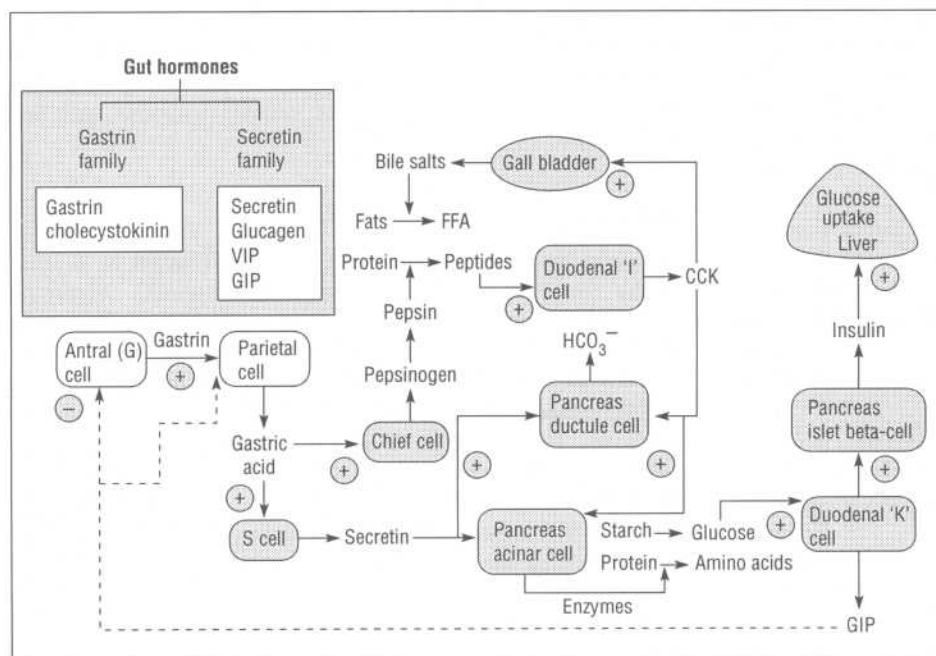 Gut hormones
Gastrin
family
Secretin
family
Gastrin
cholecystokinin
Secretin
Glucagen
VIP
GIP
Bile salts
Gall bladder
+
Fats
FFA
Glucose
uptake
Liver
+
Protein
Peptides
+
Duodenal 'I'
cell
CCK
Pepsin
Insulin
Antral (G)
cell
Gastrin
+
Parietal
cell
−
Pepsinogen
HCO₃⁻
Pancreas
ductule cell
Pancreas
islet beta-cell
Gastric
acid
+
Chief cell
+
+
+
+
S cell
Secretin
Pancreas
acinar cell
Starch
Glucose
+
Duodenal 'K'
cell
Protein
Amino acids
Enzymes
GIP